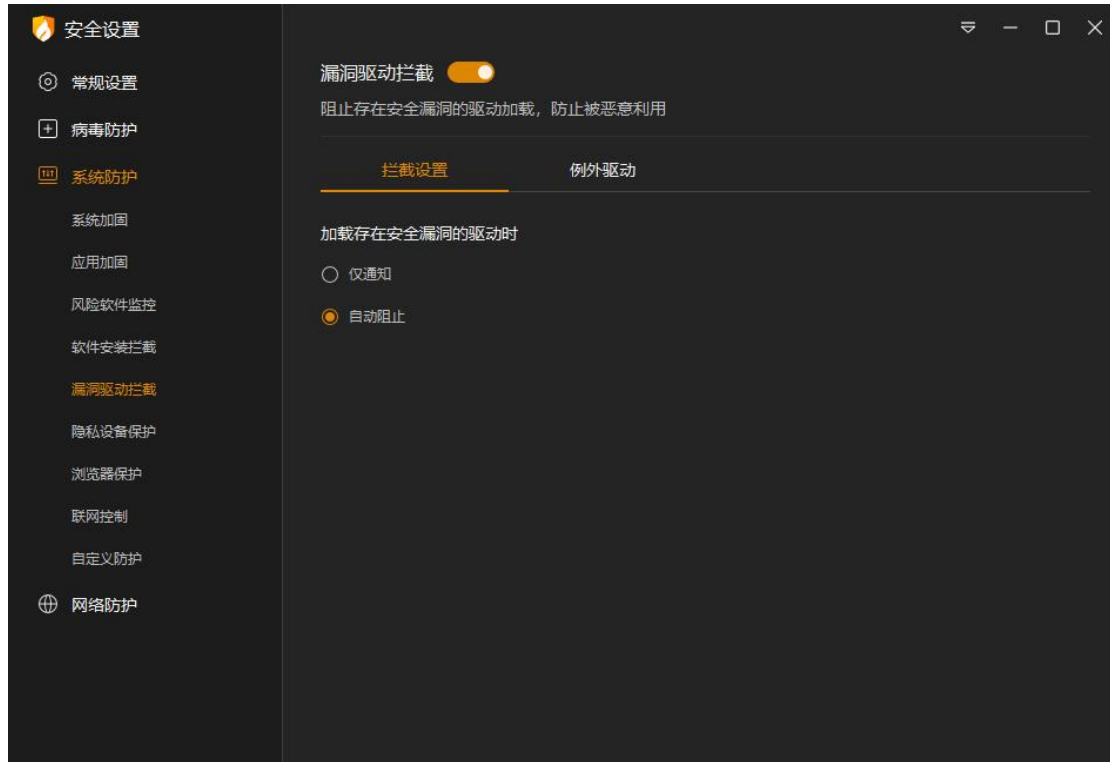 安全设置
常规设置
病毒防护
系统防护
系统加固
应用加固
风险软件监控
软件安装拦截
漏洞驱动拦截
隐私设备保护
浏览器保护
联网控制
自定义防护
网络防护
漏洞驱动拦截
阻止存在安全漏洞的驱动加载，防止被恶意利用
拦截设置 例外驱动
加载存在安全漏洞的驱动时
仅通知
自动阻止